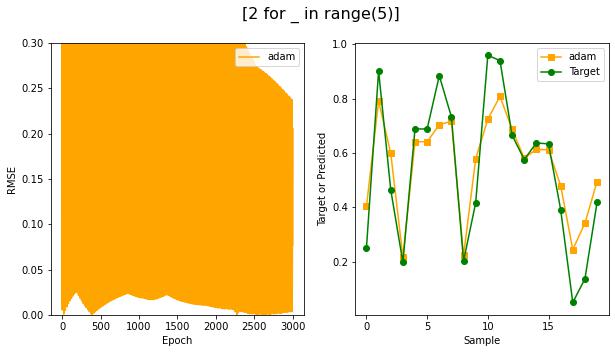 [2 for _ in range(5)]
0.30
0.25
0.20
0.15
0.10
0.05
0.00
RMSE
0 500 1000 1500 2000 2500 3000
Epoch
adam
1.0
0.8
0.6
0.4
0.2
Target or Predicted
0 5 10 15
Sample
adam
Target